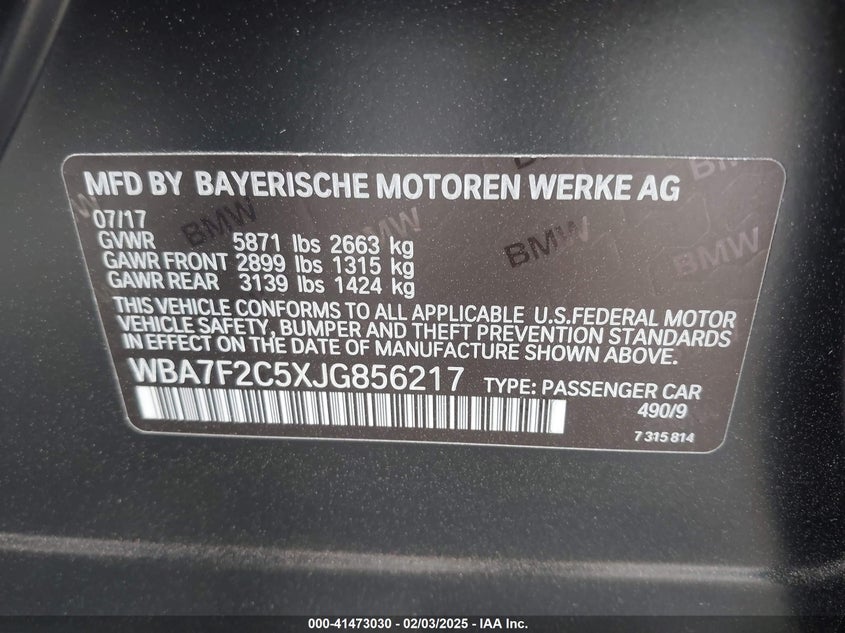 MFD BY BAYERISCHE MOTOREN WERKE AG
07/17
GVWR 5871 lbs 2663 kg
GAWR FRONT 2899 lbs 1315 kg
GAWR REAR 3139 lbs 1424 kg
THIS VEHICLE CONFORMS TO ALL APPLICABLE U.S.FEDERAL MOTOR
VEHICLE SAFETY, BUMPER AND THEFT PREVENTION STANDARDS
IN EFFECT ON THE DATE OF MANUFACTURE SHOWN ABOVE.
WBA7F2C5XJG856217 TYPE: PASSENGER CAR
490/9
7 315 814
BMW
BMW
BMW
000-41473030 - 02/03/2025 - IAA Inc.